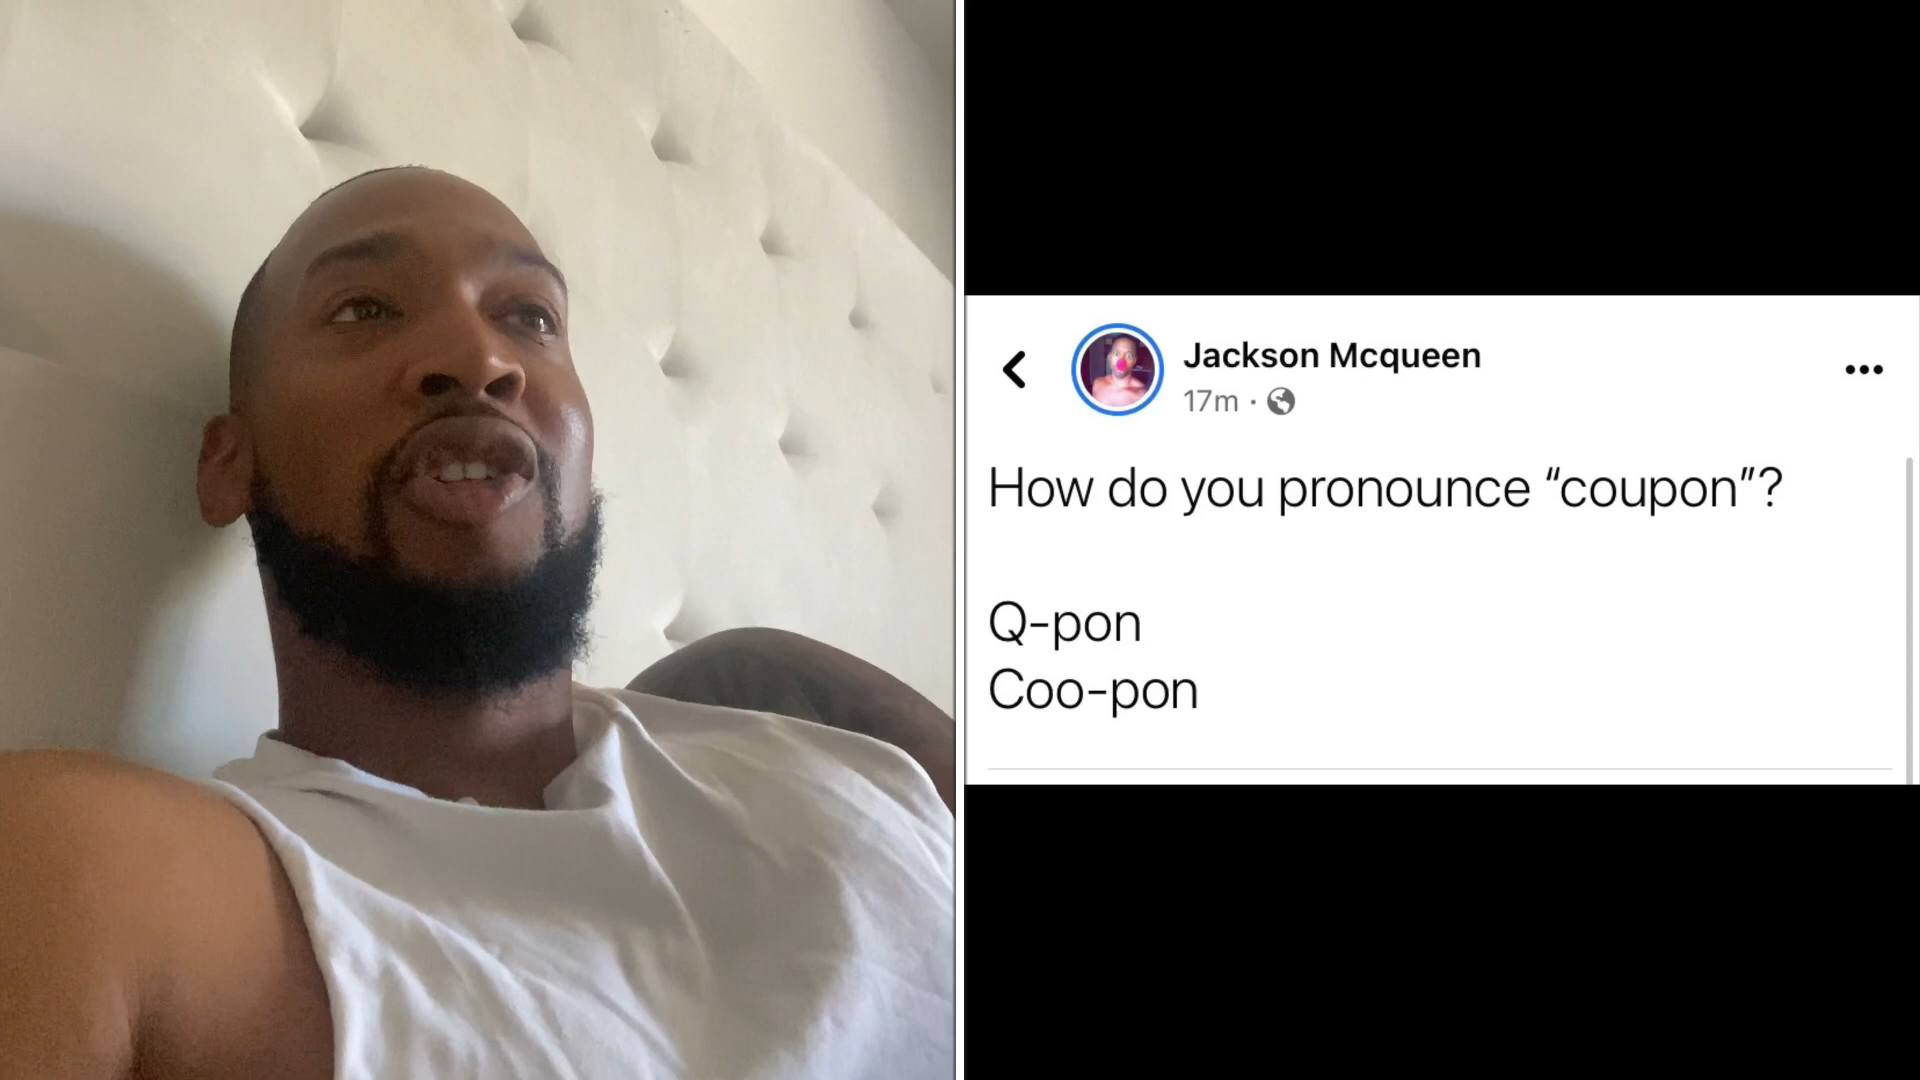 Jackson Mcqueen
17m ·
How do you pronounce “coupon”?
Q-pon
Coo-pon